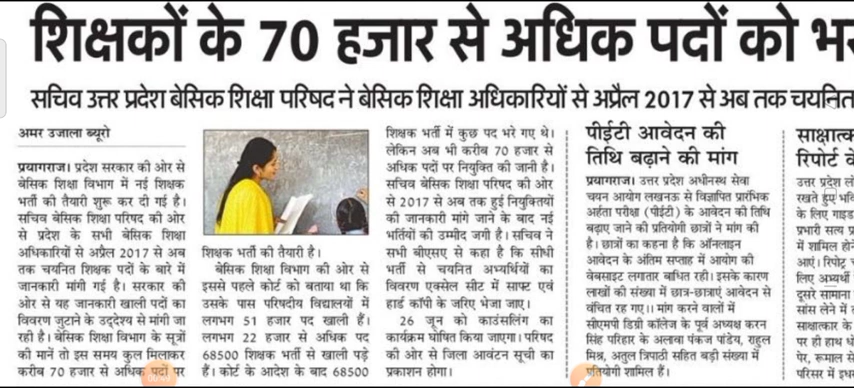 शिक्षकों के 70 हजार से अधिक पदों को
सचिव उत्तर प्रदेश बेसिक शिक्षा परिषद ने बेसिक शिक्षा अधिकारियों से अप्रैल 2017 से अब तक चयनित
अमर उजाला ब्यूरो
प्रयागराज। प्रदेश सरकार की ओर से
बेसिक शिक्षा विभाग में नई शिक्षक
भर्ती की तैयारी शुरू कर दी गई है।
सचिव बेसिक शिक्षा परिषद की ओर
से प्रदेश के सभी बेसिक शिक्षा
अधिकारियों से अप्रैल 2017 से अब
तक चयनित शिक्षक पदों के बारे में
जानकारी मांगी गई है। सरकार की
ओर से यह जानकारी खाली पदों का
विवरण जुटाने के उद्देश्य से मांगी जा
रही है। बेसिक शिक्षा विभाग के सूत्रों
की मानें तो इस समय कुल मिलाकर
करीब 70 हजार से अधिक पदों पर
शिक्षक भर्ती की तैयारी है।
बेसिक शिक्षा विभाग की ओर से
इससे पहले कोर्ट को बताया था कि
उसके पास परिषदीय विद्यालयों में
लगभग 51 हजार पद खाली हैं।
लगभग 22 हजार से अधिक पद
68500 शिक्षक भर्ती से खाली पड़े
हैं। कोर्ट के आदेश के बाद 68500
शिक्षक भर्ती में कुछ पद भरे गए थे।
लेकिन अब भी करीब 70 हजार से
अधिक पदों पर नियुक्ति की जानी है।
सचिव बेसिक शिक्षा परिषद की ओर
से 2017 से अब तक हुई नियुक्तियों
की जानकारी मांगे जाने के बाद नई
भर्तियों की उम्मीद जगी है। सचिव ने
सभी बीएसए से कहा है कि सीधी
भर्ती से चयनित अभ्यर्थियों का
विवरण एक्सेल सीट में साफ्ट एवं
हार्ड कॉपी के जरिए भेजा जाए।
26 जून को काउंसलिंग का
कार्यक्रम घोषित किया जाएगा। परिषद
की ओर से जिला आवंटन सूची का
प्रकाशन होगा।
पीईटी आवेदन की
तिथि बढ़ाने की मांग
प्रयागराज। उत्तर प्रदेश अधीनस्थ सेवा
चयन आयोग लखनऊ से विज्ञापित प्रारंभिक
अर्हता परीक्षा (पीईटी) के आवेदन की तिथि
बढ़ाए जाने की प्रतियोगी छात्रों ने मांग की
है। छात्रों का कहना है कि ऑनलाइन
आवेदन के अंतिम सप्ताह में आयोग की
वेबसाइट लगातार बाधित रही। इसके कारण
लाखों की संख्या में छात्र-छात्राएं आवेदन से
वंचित रह गए।। मांग करने वालों में
सीएमपी डिग्री कॉलेज के पूर्व अध्यक्ष करन
सिंह परिहार के अलावा पंकज पांडेय, राहुल
मिश्र, अतुल त्रिपाठी सहित बड़ी संख्या में
प्रतियोगी शामिल हैं।
साक्षात्क
रिपोर्ट
उत्तर प्रदेश
रखते हुए
के लिए गाइड
प्रभारी सत्य
में शामिल होने
आएं। रिपोर्ट
लिए अभ्यर्थी
दूसरे सामाना
सांस लेने में
साक्षात्कार के
पर ही हाथ
पेर, रूमाल से
परिसर में